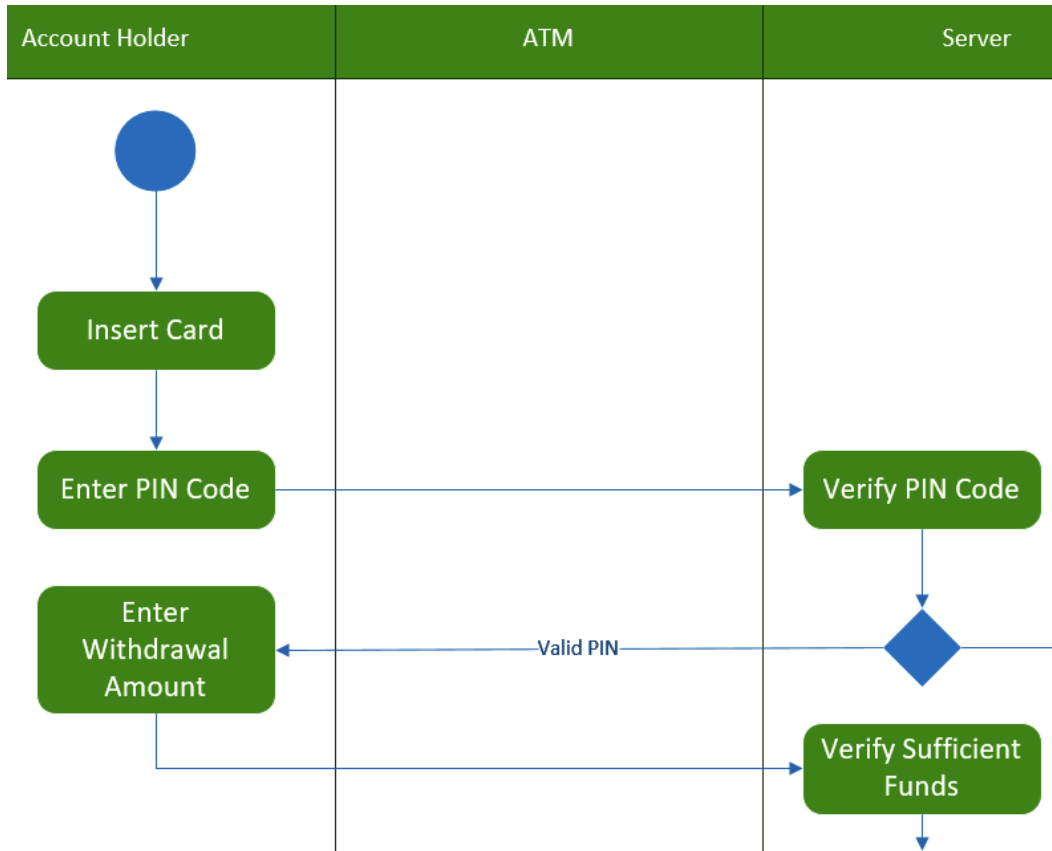 Account Holder
ATM
Server
Insert Card
Enter PIN Code
Verify PIN Code
Enter
Withdrawal
Amount
Valid PIN
Verify Sufficient
Funds